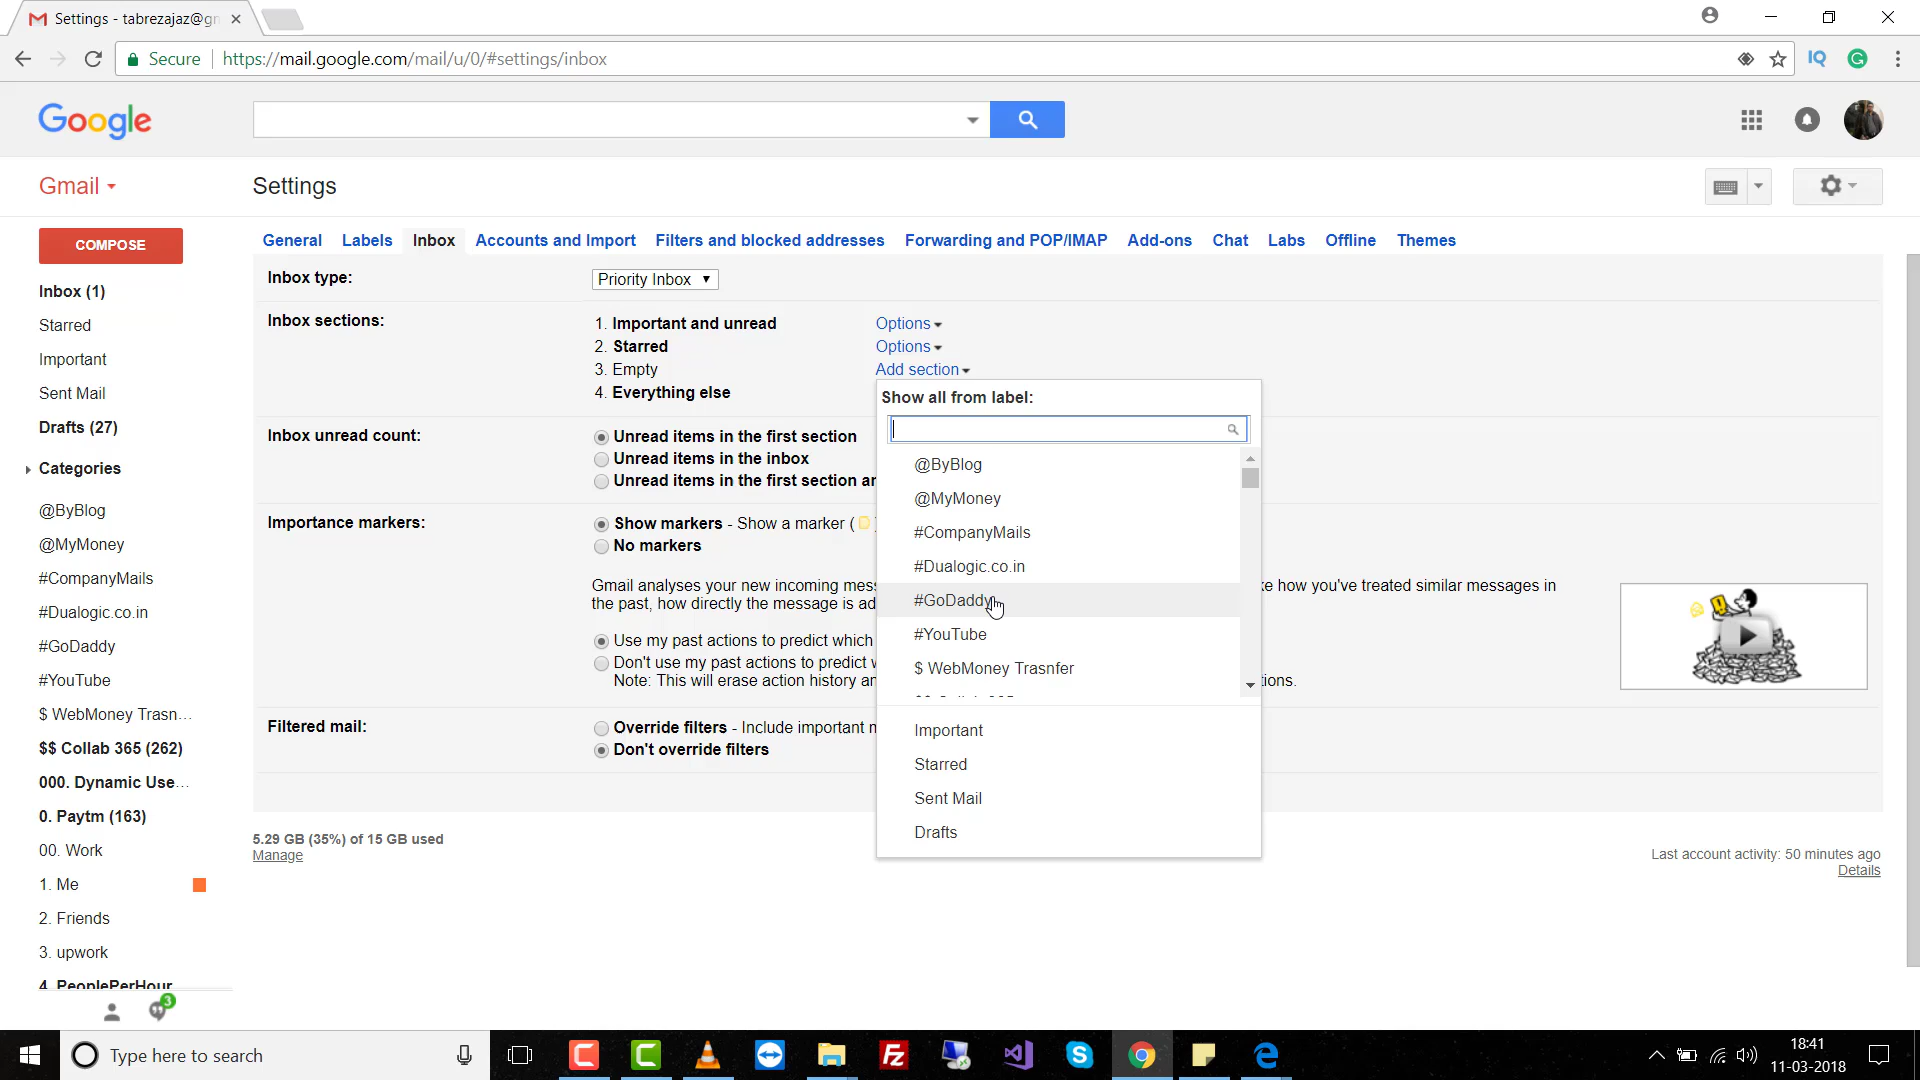 Settings - tabrezajaz@gm
Secure
https://mail.google.com/mail/u/0/#settings/inbox
IQ
Google
Gmail
Settings
COMPOSE
Inbox (1)
Starred
Important
Sent Mail
Drafts (27)
Categories
@ByBlog
@MyMoney
#CompanyMails
#Dualogic.co.in
#GoDaddy
#YouTube
$ WebMoney Trasn...
$$ Collab 365 (262)
000. Dynamic Use...
0. Paytm (163)
00. Work
1. Me
2. Friends
3. upwork
4. PeoplePerHour
3
General Labels Inbox Accounts and Import Filters and blocked addresses Forwarding and POP/IMAP Add-ons Chat Labs Offline Themes
Inbox type:
Priority Inbox
Inbox sections:
1. Important and unread Options
2. Starred Options
3. Empty Add section
4. Everything else
Inbox unread count:
Unread items in the first section
Unread items in the inbox
Unread items in the first section
Importance markers:
Show markers - Show a marker (
No markers
Gmail analyses your new incoming
the past, how directly the message is
how you've treated similar messages in
Use my past actions to predict which
Don't use my past actions to predict
Note: This will erase action history
Filtered mail:
Override filters - Include important
Don't override filters
Show all from label:
@ByBlog
@MyMoney
#CompanyMails
#Dualogic.co.in
#GoDaddy
#YouTube
$ WebMoney Trasnfer
Important
Starred
Sent Mail
Drafts
5.29 GB (35%) of 15 GB used
Manage
Last account activity: 50 minutes ago
Details
Type here to search
18:41
11-03-2018